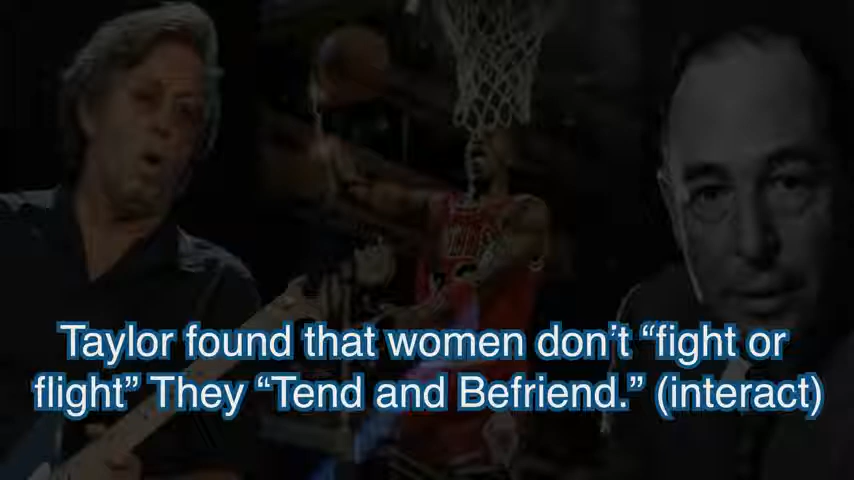 Taylor found that women don’t “fight or
flight” They “Tend and Befriend.” (interact)